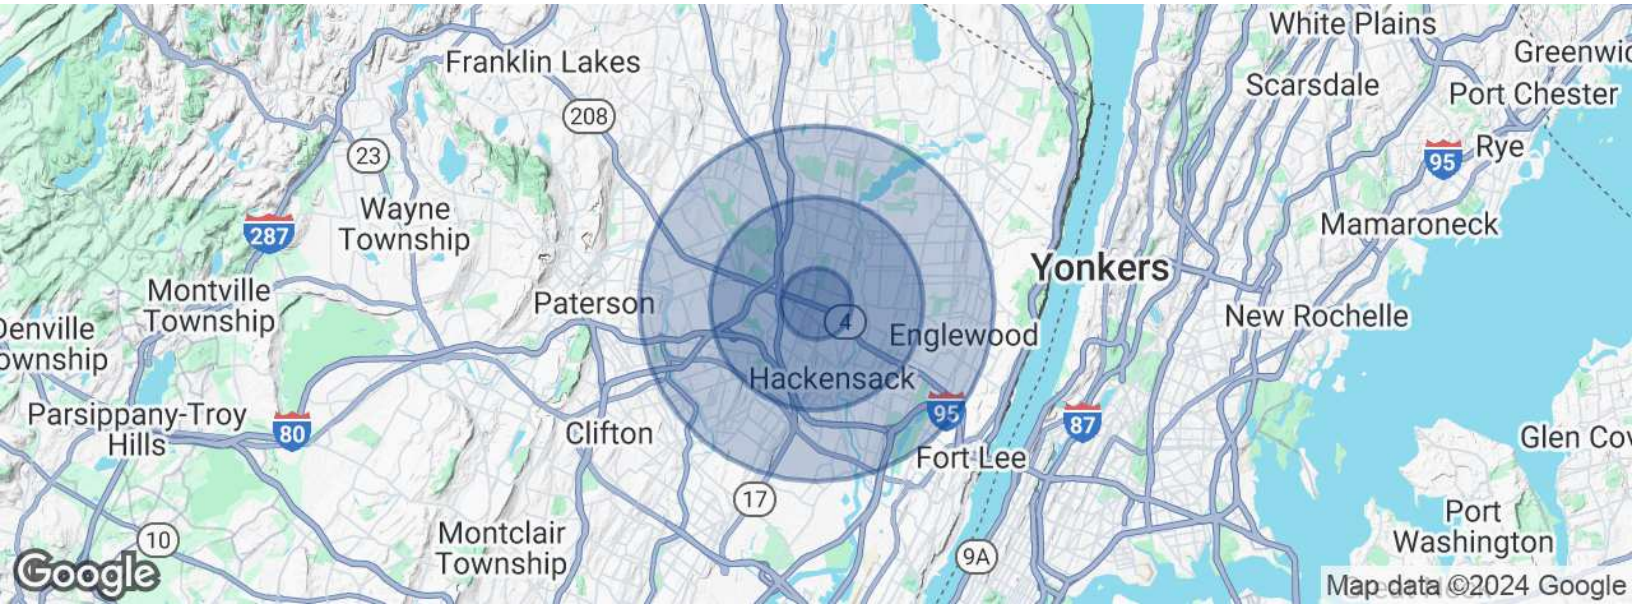 White Plains
Greenwic
Franklin Lakes
Scarsdale
Port Chester
208
23
95
Rye
Wayne
Township
287
Mamaroneck
Yonkers
Montville
Township
Paterson
4
Englewood
New Rochelle
Denville
ownship
Hackensack
Parsippany-Troy
Hills
80
Clifton
95
87
Fort Lee
Glen Cov
17
Montclair
Township
Port
Washington
10
9A
Google
Map data ©2024 Google